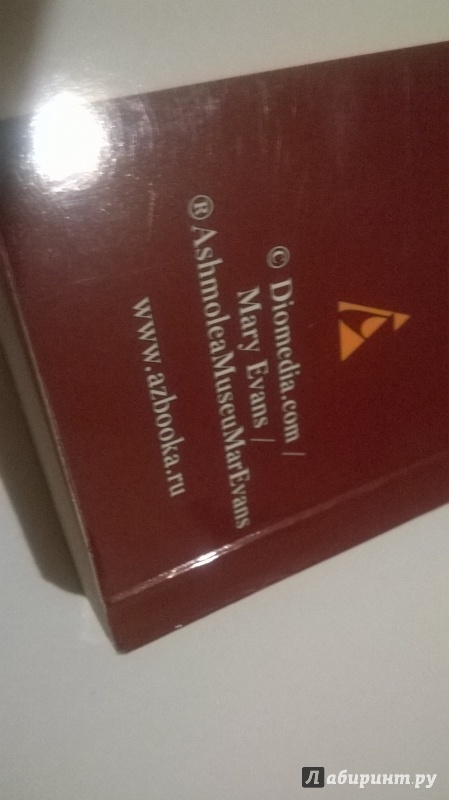 © Diomedia.com /
Mary Evans /
® AshmoleaMuseuMarEvans
www.azbooka.ru
Лабиринт.ру